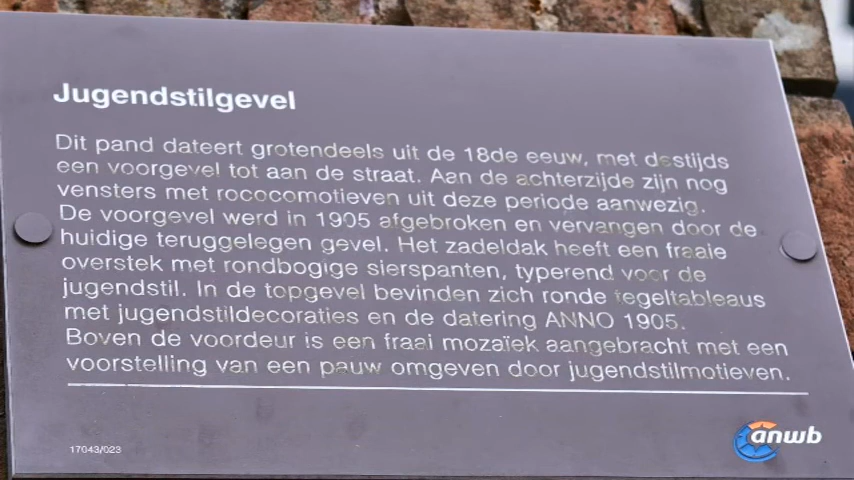 Jugendstilgevel
Dit pand dateert grotendeels uit de 18de eeuw, met destijds
een voorgevel tot aan de straat. Aan de achterzijde zijn nog
vensters met rococomotieven uit deze periode aanwezig.
De voorgevel werd in 1905 afgebroken en vervangen door de
huidige teruggelegen gevel. Het zadeldak heeft een fraaie
overstek met rondbogige sierspanten, typerend voor de
jugendstil. In de topgevel bevinden zich ronde tegeltableaus
met jugendstildecoraties en de datering ANNO 1905.
Boven de voordeur is een fraai mozaïek aangebracht met een
voorstelling van een pauw omgeven door jugendstilmotieven.
17043/023
anwb